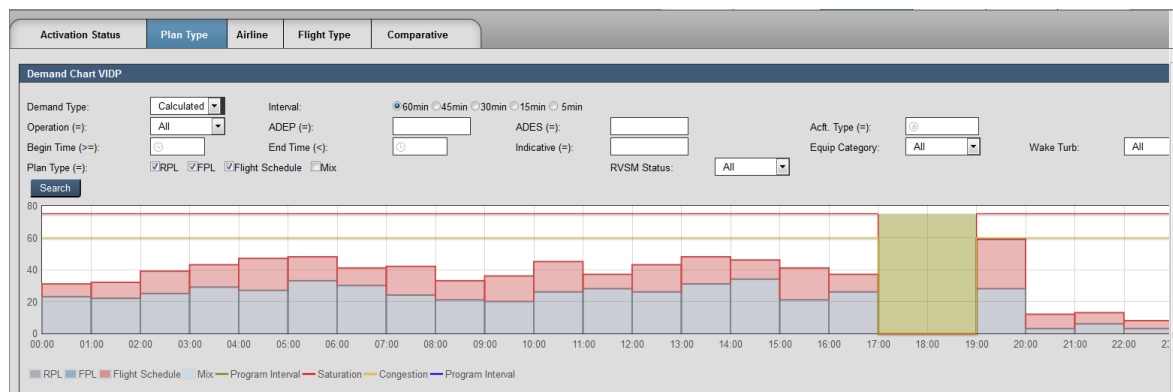 Activation Status Plan Type Airline Flight Type Comparative
Demand Chart VIDP
Demand Type: Calculated Interval: 60min 45min 30min 15min 5min
Operation (=): All ADEP (=): ADES (=): Acft. Type (=):
Begin Time (>=): End Time (<): Indicative (=): Equip Category: All Wake Turb: All
Plan Type (=): RPL FPL Flight Schedule Mix RVSM Status: All
Search
80
60
40
20
0
00:00 01:00 02:00 03:00 04:00 05:00 06:00 07:00 08:00 09:00 10:00 11:00 12:00 13:00 14:00 15:00 16:00 17:00 18:00 19:00 20:00 21:00 22:00 23
RPL FPL Flight Schedule Mix Program Interval Saturation Congestion Program Interval